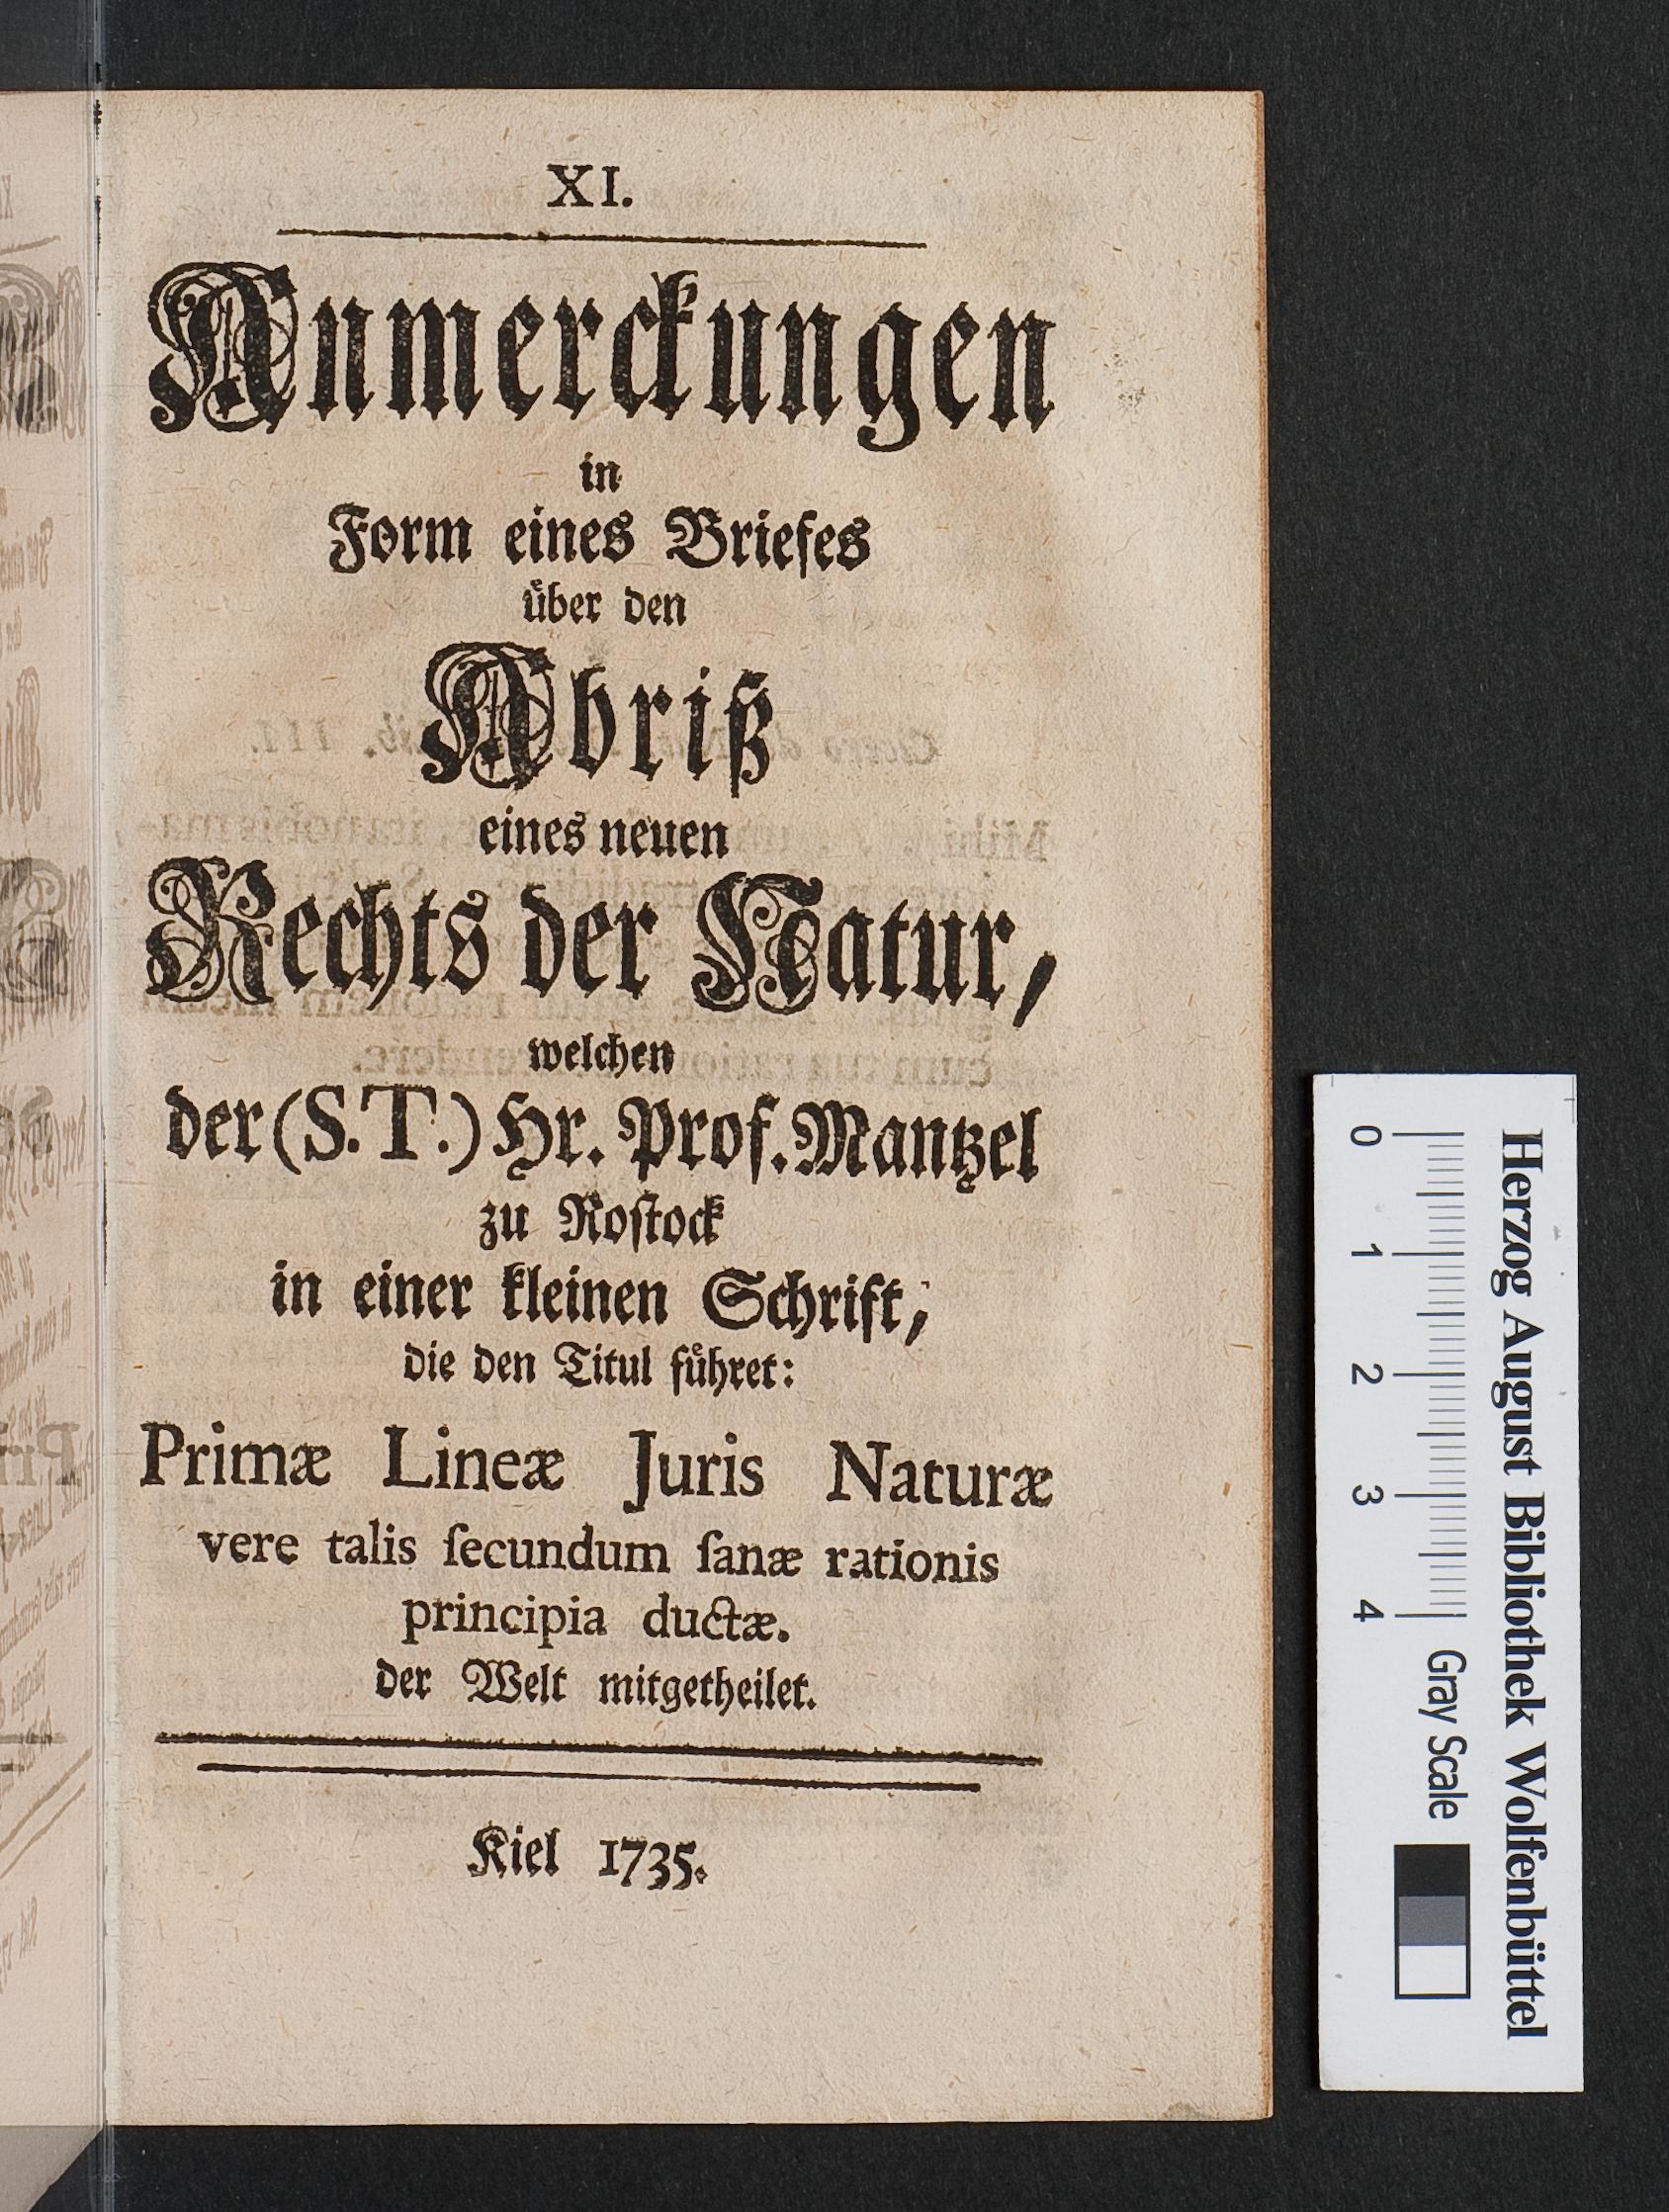 XI.
Anmerckungen
in
Form eines Briefes
über den
Abriß
eines neuen
Rechts der Natur,
welchen
der (S.T.) Hr. Prof. Mantzel
zu Rostock
in einer kleinen Schrift,
die den Titul führet:
Primæ Lineæ Juris Naturæ
vere talis ſecundum ſanæ rationis
principia ductæ.
der Welt mitgetheilet.
Kiel 1735.
Herzog August Bibliothek Wolfenbüttel
0 1 2 3 4 Gray Scale